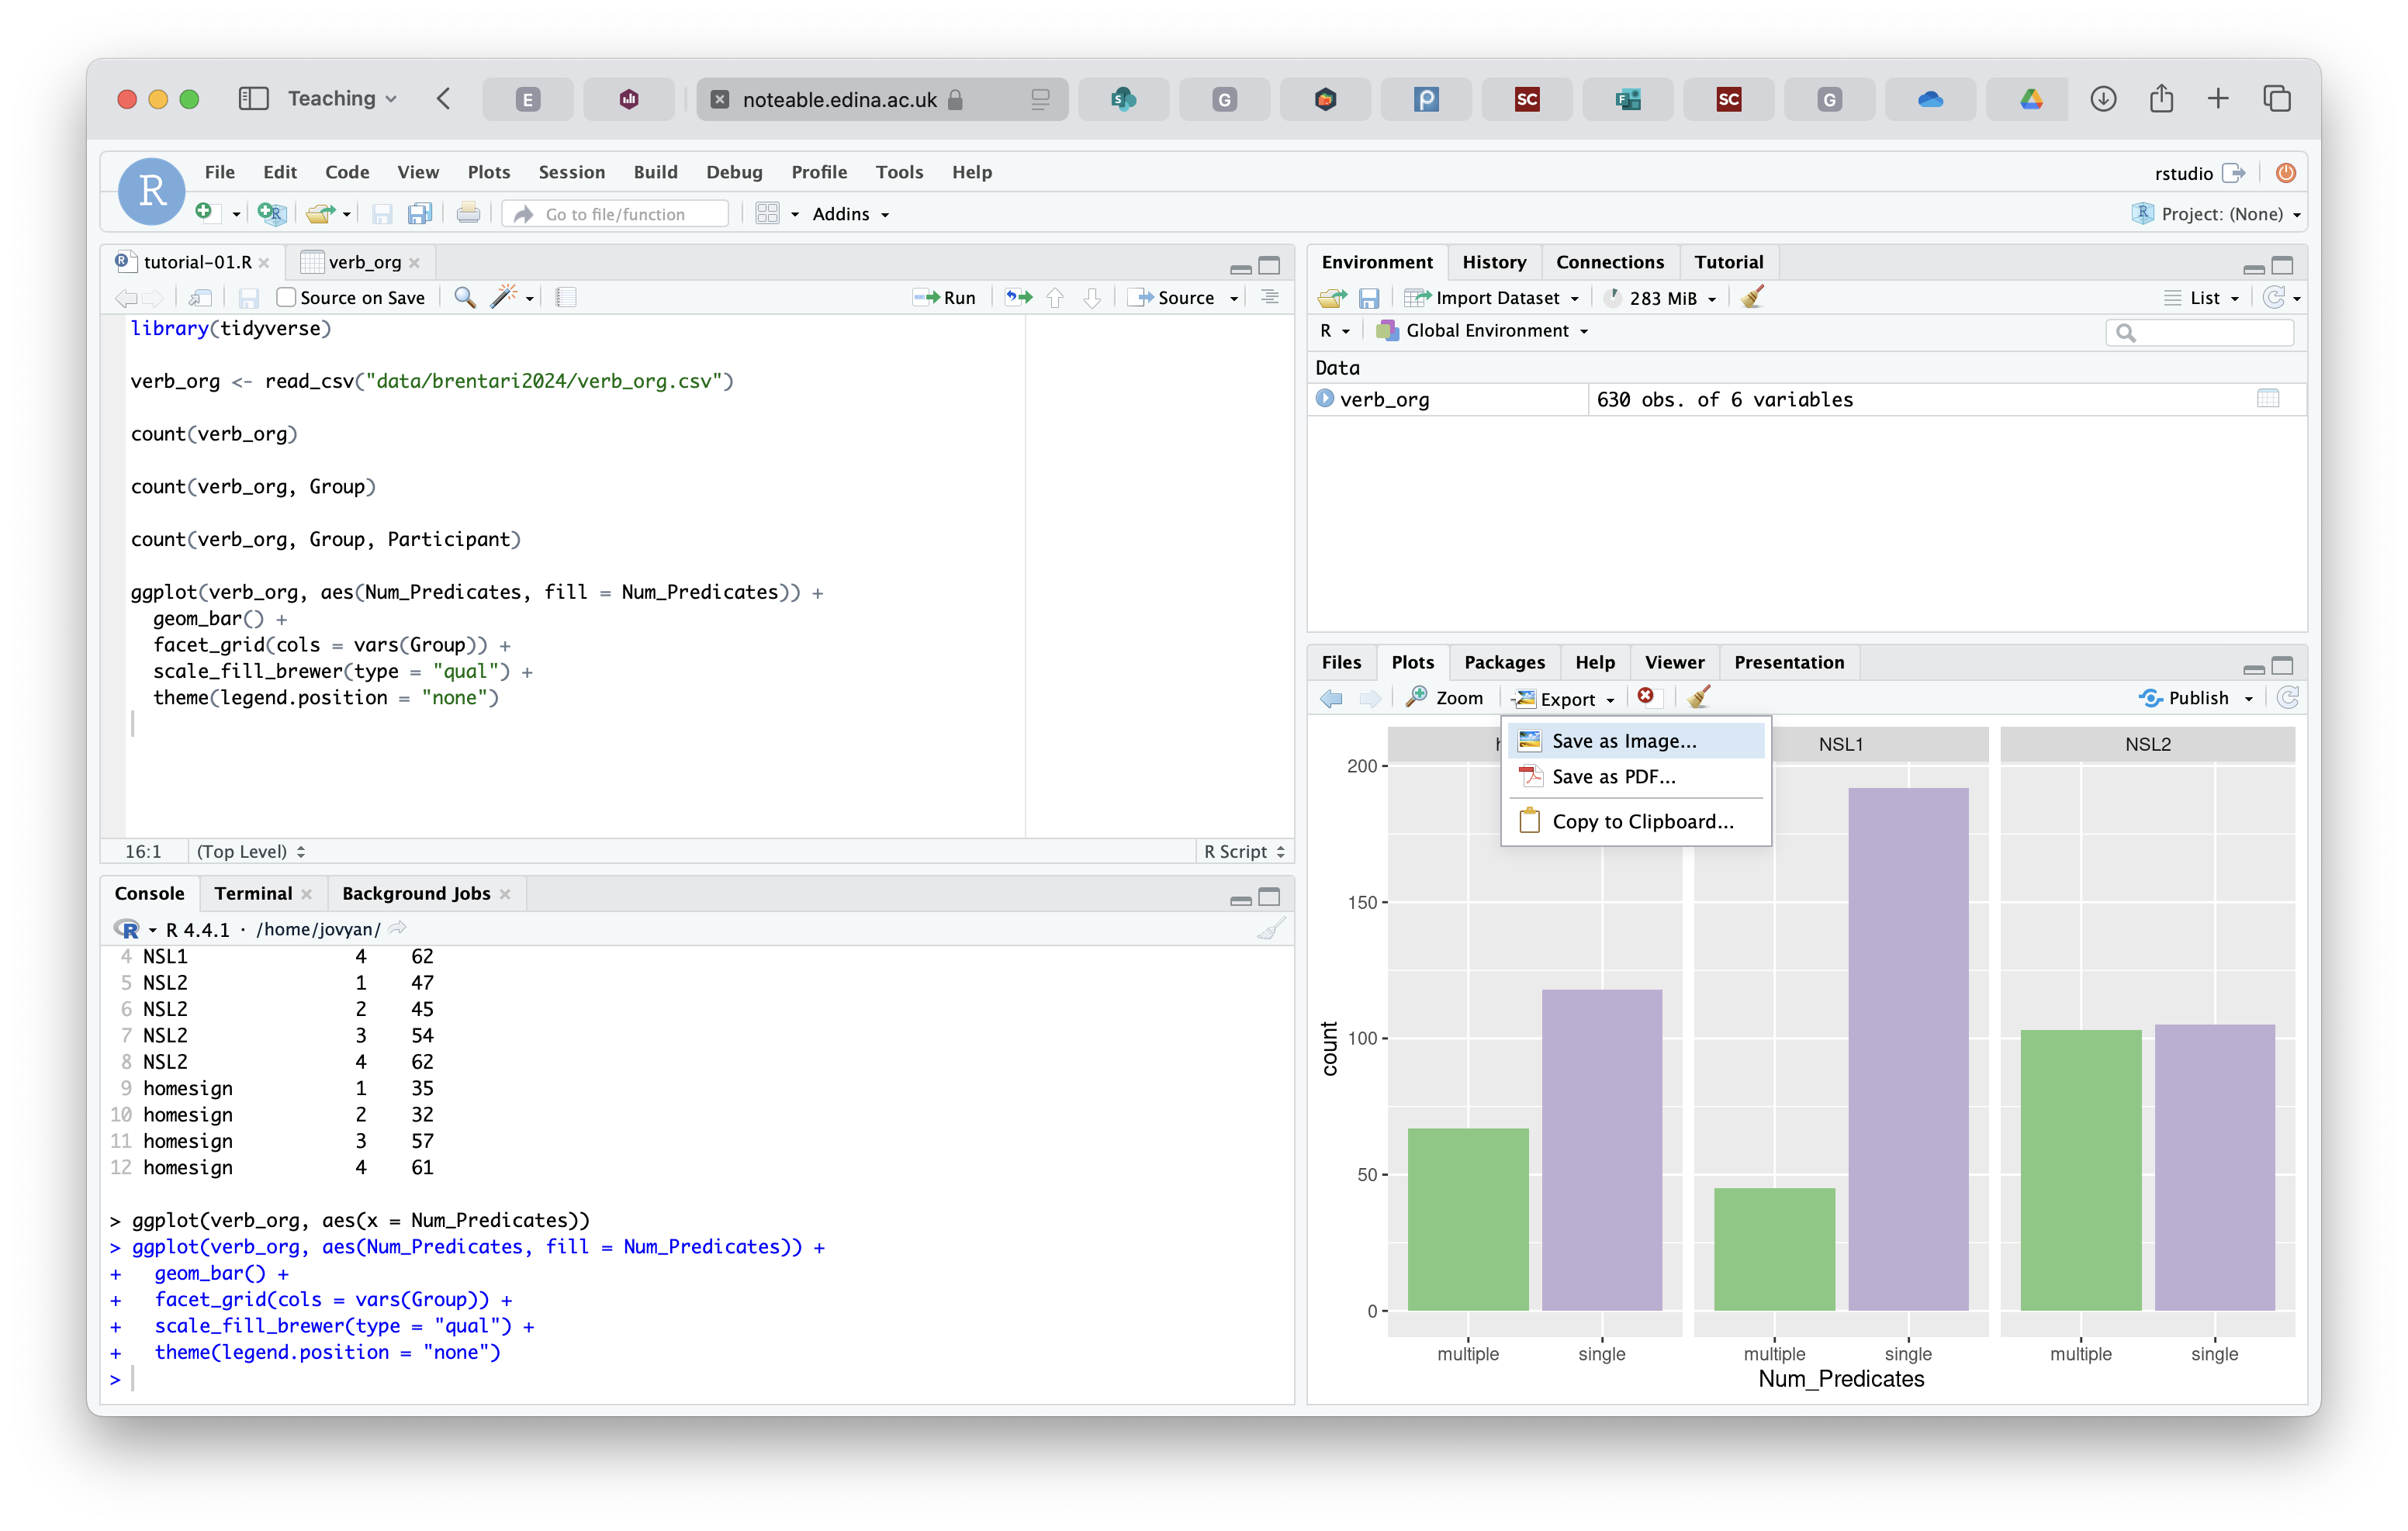 Teaching
E
noteable.edina.ac.uk
S
G
P
SC
F
SC
G
R
File Edit Code View Plots Session Build Debug Profile Tools Help
rstudio
Go to file/function
Addins
Project: (None)
tutorial-01.R
verb_org
Source on Save
Run
Source
library(tidyverse)
verb_org <- read_csv("data/brentari2024/verb_org.csv")
count(verb_org)
count(verb_org, Group)
count(verb_org, Group, Participant)
ggplot(verb_org, aes(Num_Predicates, fill = Num_Predicates)) +
geom_bar() +
facet_grid(cols = vars(Group)) +
scale_fill_brewer(type = "qual") +
theme(legend.position = "none")
16:1
(Top Level)
R Script
Console Terminal Background Jobs
R 4.4.1 · /home/jovyan/
4 NSL1 4 62
5 NSL2 1 47
6 NSL2 2 45
7 NSL2 3 54
8 NSL2 4 62
9 homesign 1 35
10 homesign 2 32
11 homesign 3 57
12 homesign 4 61
> ggplot(verb_org, aes(x = Num_Predicates))
> ggplot(verb_org, aes(Num_Predicates, fill = Num_Predicates)) +
+ geom_bar() +
+ facet_grid(cols = vars(Group)) +
+ scale_fill_brewer(type = "qual") +
+ theme(legend.position = "none")
>
Environment History Connections Tutorial
Import Dataset
283 MiB
List
R
Global Environment
Data
verb_org 630 obs. of 6 variables
Files Plots Packages Help Viewer Presentation
Zoom
Export
Publish
Save as Image...
Save as PDF...
Copy to Clipboard...
NSL1
NSL2
200
150
100
50
0
count
multiple single multiple single multiple single
Num_Predicates